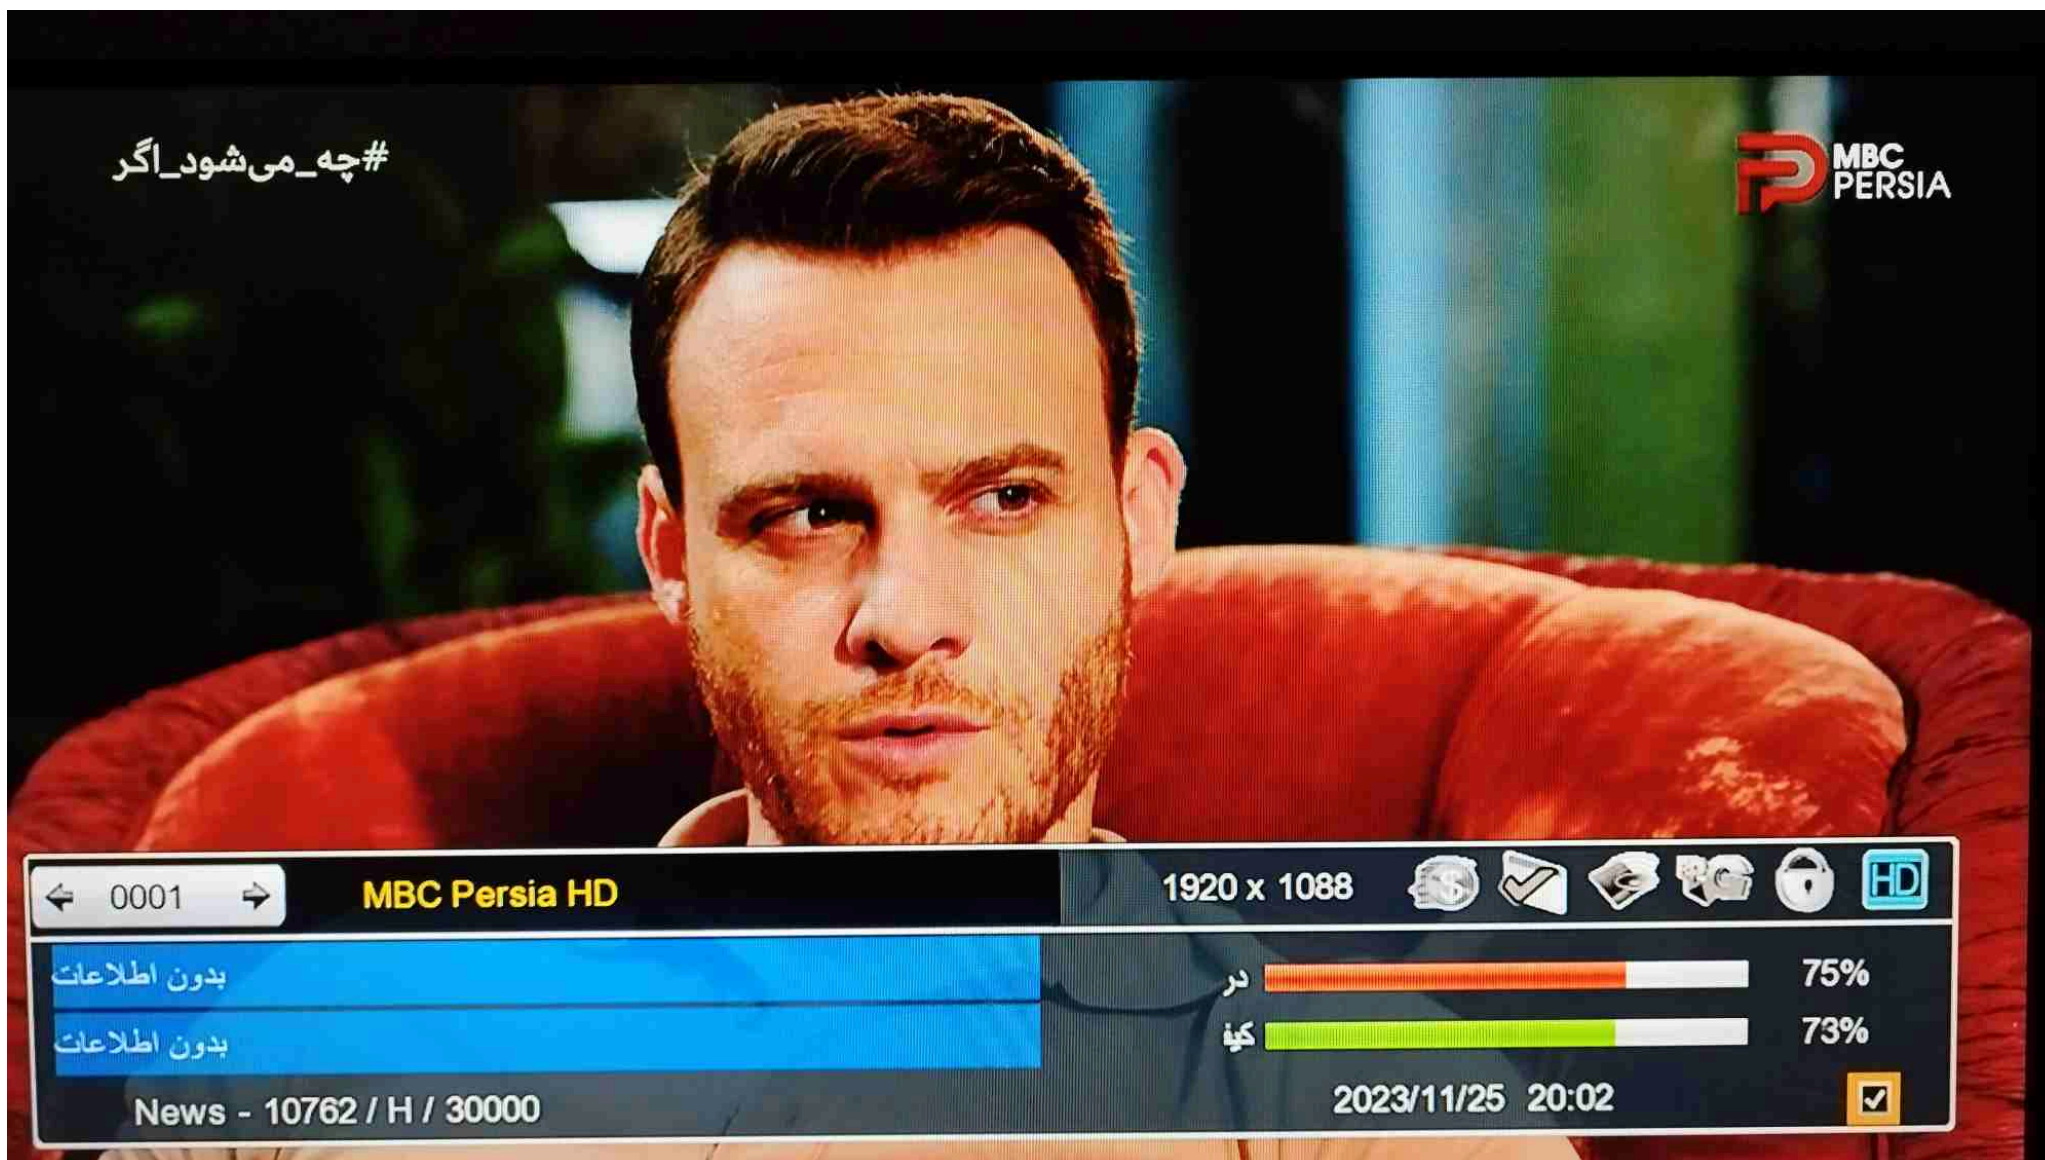 #چه_می‌شود_اگر
MBC
PERSIA
0001
MBC Persia HD
1920 x 1088
HD
بدون اطلاعات
در
75%
بدون اطلاعات
کیف
73%
News - 10762 / H / 30000
2023/11/25 20:02